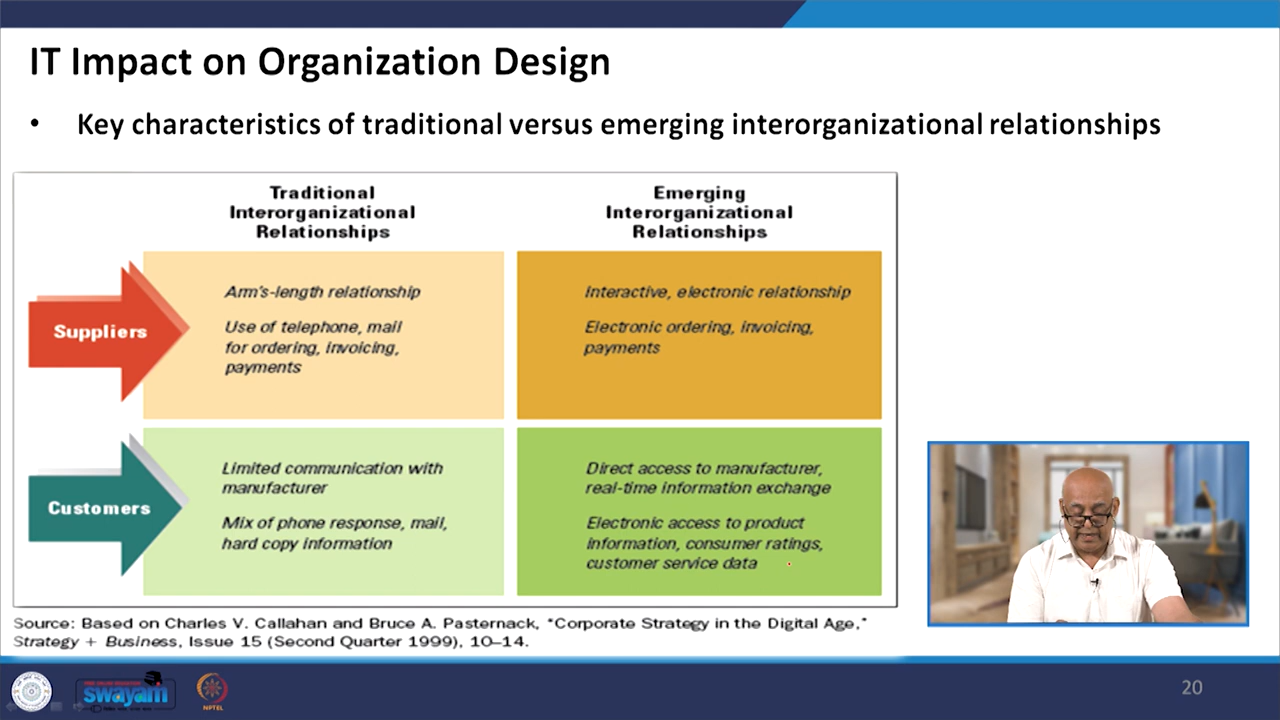 IT Impact on Organization Design
• Key characteristics of traditional versus emerging interorganizational relationships
Traditional
Interorganizational
Relationships
Emerging
Interorganizational
Relationships
Suppliers
Arm's-length relationship
Use of telephone, mail
for ordering, invoicing,
payments
Interactive, electronic relationship
Electronic ordering, invoicing,
payments
Customers
Limited communication with
manufacturer
Mix of phone response, mail,
hard copy information
Direct access to manufacturer,
real-time information exchange
Electronic access to product
information, consumer ratings,
customer service data
Source: Based on Charles V. Callahan and Bruce A. Pasternack, "Corporate Strategy in the Digital Age,"
Strategy + Business, Issue 15 (Second Quarter 1999), 10–14.
swayam
NPTEL
20